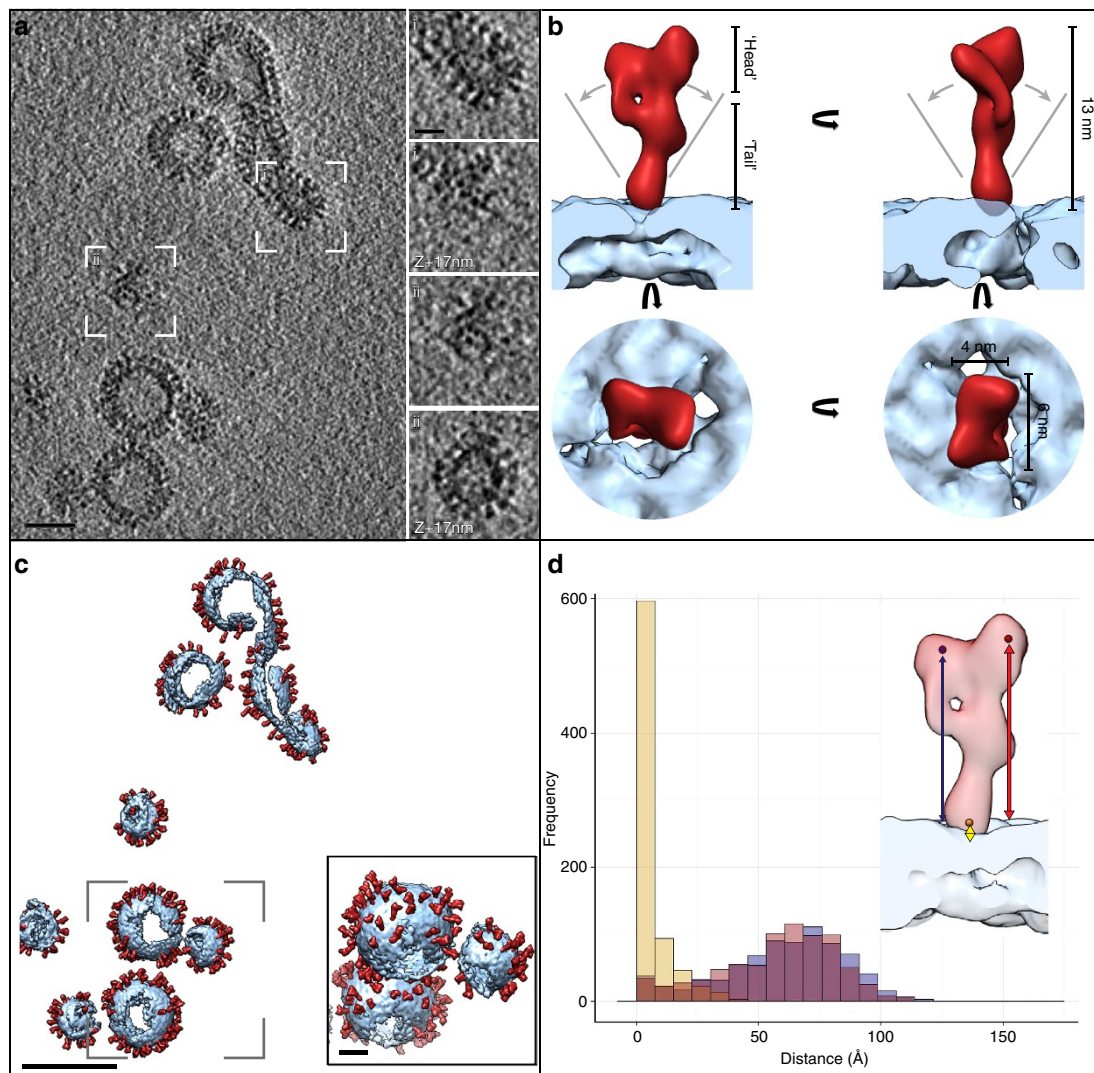 a
i
ii
i
i
Z+17nm
ii
ii
Z+17nm
b
‘Head’
‘Tail’
13 nm
4 nm
6 nm
c
d
600
400
200
0
Frequency
0 50 100 150
Distance (Å)